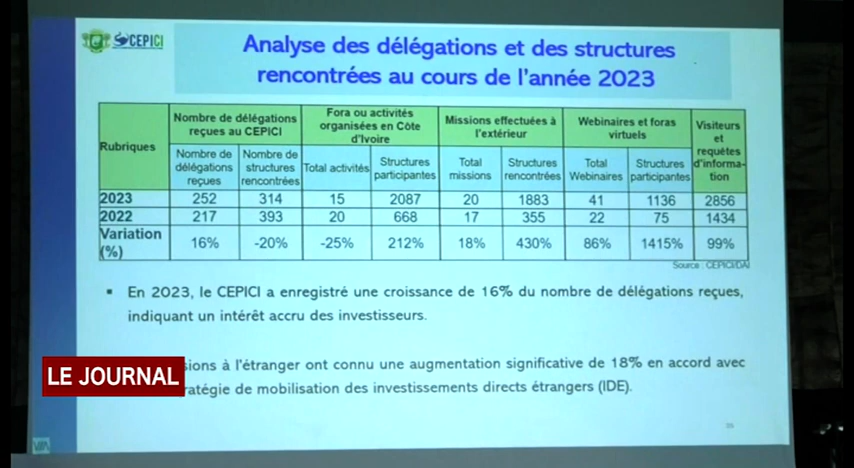 CEPICI
Analyse des délégations et des structures
rencontrées au cours de l'année 2023
Rubriques
Nombre de délégations
reçues au CEPICI
Fora ou activités
organisées en Côte
d'Ivoire
Missions effectuées à
l'extérieur
Webinaires et foras
virtuels
Visiteurs
et
requêtes
d'informa-
tion
Nombre de
délégations
reçues
Nombre de
structures
rencontrées
Total activités
Structures
participantes
Total
missions
Structures
rencontrées
Total
Webinaires
Structures
participantes
2023 252 314 15 2087 20 1883 41 1136 2856
2022 217 393 20 668 17 355 22 75 1434
Variation
(%) 16% -20% -25% 212% 18% 430% 86% 1415% 99%
Source : CEPICI/DAI
▪ En 2023, le CEPICI a enregistré une croissance de 16% du nombre de délégations reçues,
indiquant un intérêt accru des investisseurs.
sions à l'étranger ont connu une augmentation significative de 18% en accord avec
ratégie de mobilisation des investissements directs étrangers (IDE).
LE JOURNAL